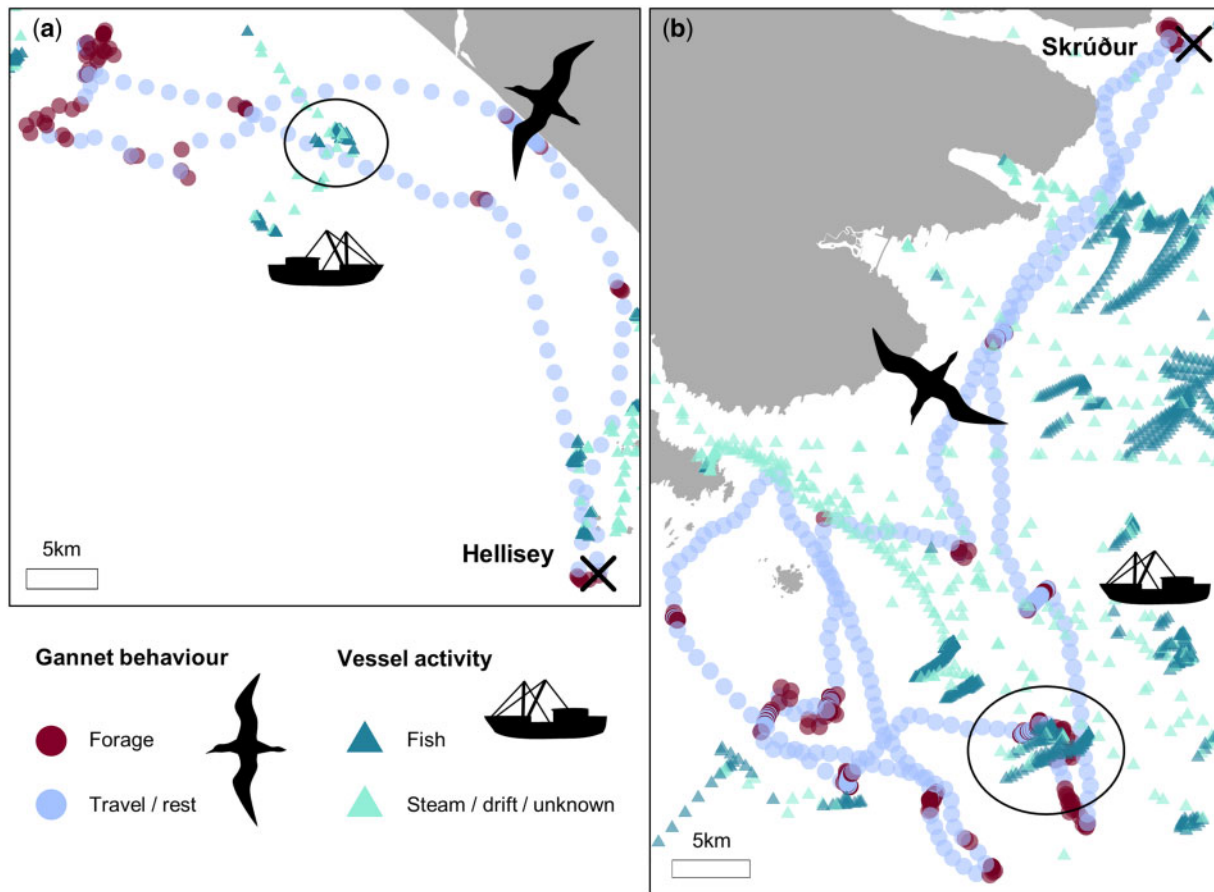 (a)
Hellisey
5km
(b)
Skrúður
5km
Gannet behaviour
Forage
Travel / rest
Vessel activity
Fish
Steam / drift / unknown